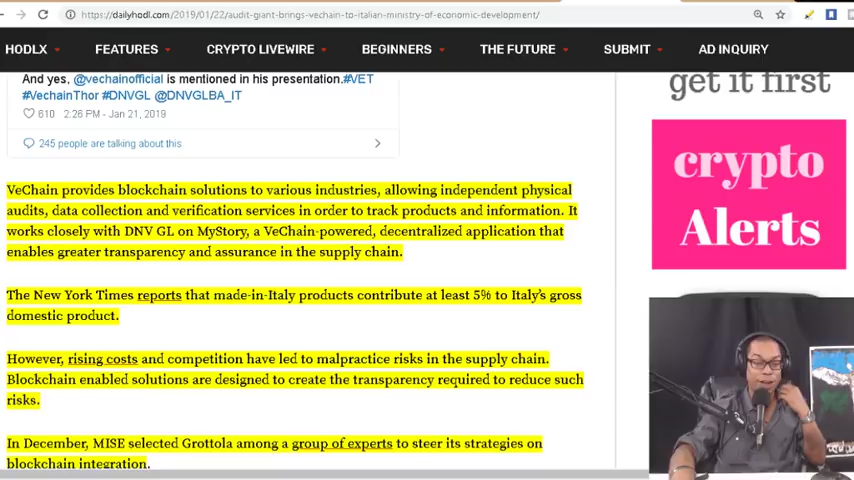 https://dailyhodl.com/2019/01/22/audit-giant-brings-vechain-to-italian-ministry-of-economic-development/
HODLX FEATURES CRYPTO LIVEWIRE BEGINNERS THE FUTURE SUBMIT AD INQUIRY
And yes, @vechainofficial is mentioned in his presentation.#VET
#VechainThor #DNVGL @DNVGLBA_IT
610 2:26 PM - Jan 21, 2019
245 people are talking about this
VeChain provides blockchain solutions to various industries, allowing independent physical
audits, data collection and verification services in order to track products and information. It
works closely with DNV GL on MyStory, a VeChain-powered, decentralized application that
enables greater transparency and assurance in the supply chain.
The New York Times reports that made-in-Italy products contribute at least 5% to Italy's gross
domestic product.
However, rising costs and competition have led to malpractice risks in the supply chain.
Blockchain enabled solutions are designed to create the transparency required to reduce such
risks.
In December, MISE selected Grottola among a group of experts to steer its strategies on
blockchain integration.
get it first
crypto
Alerts